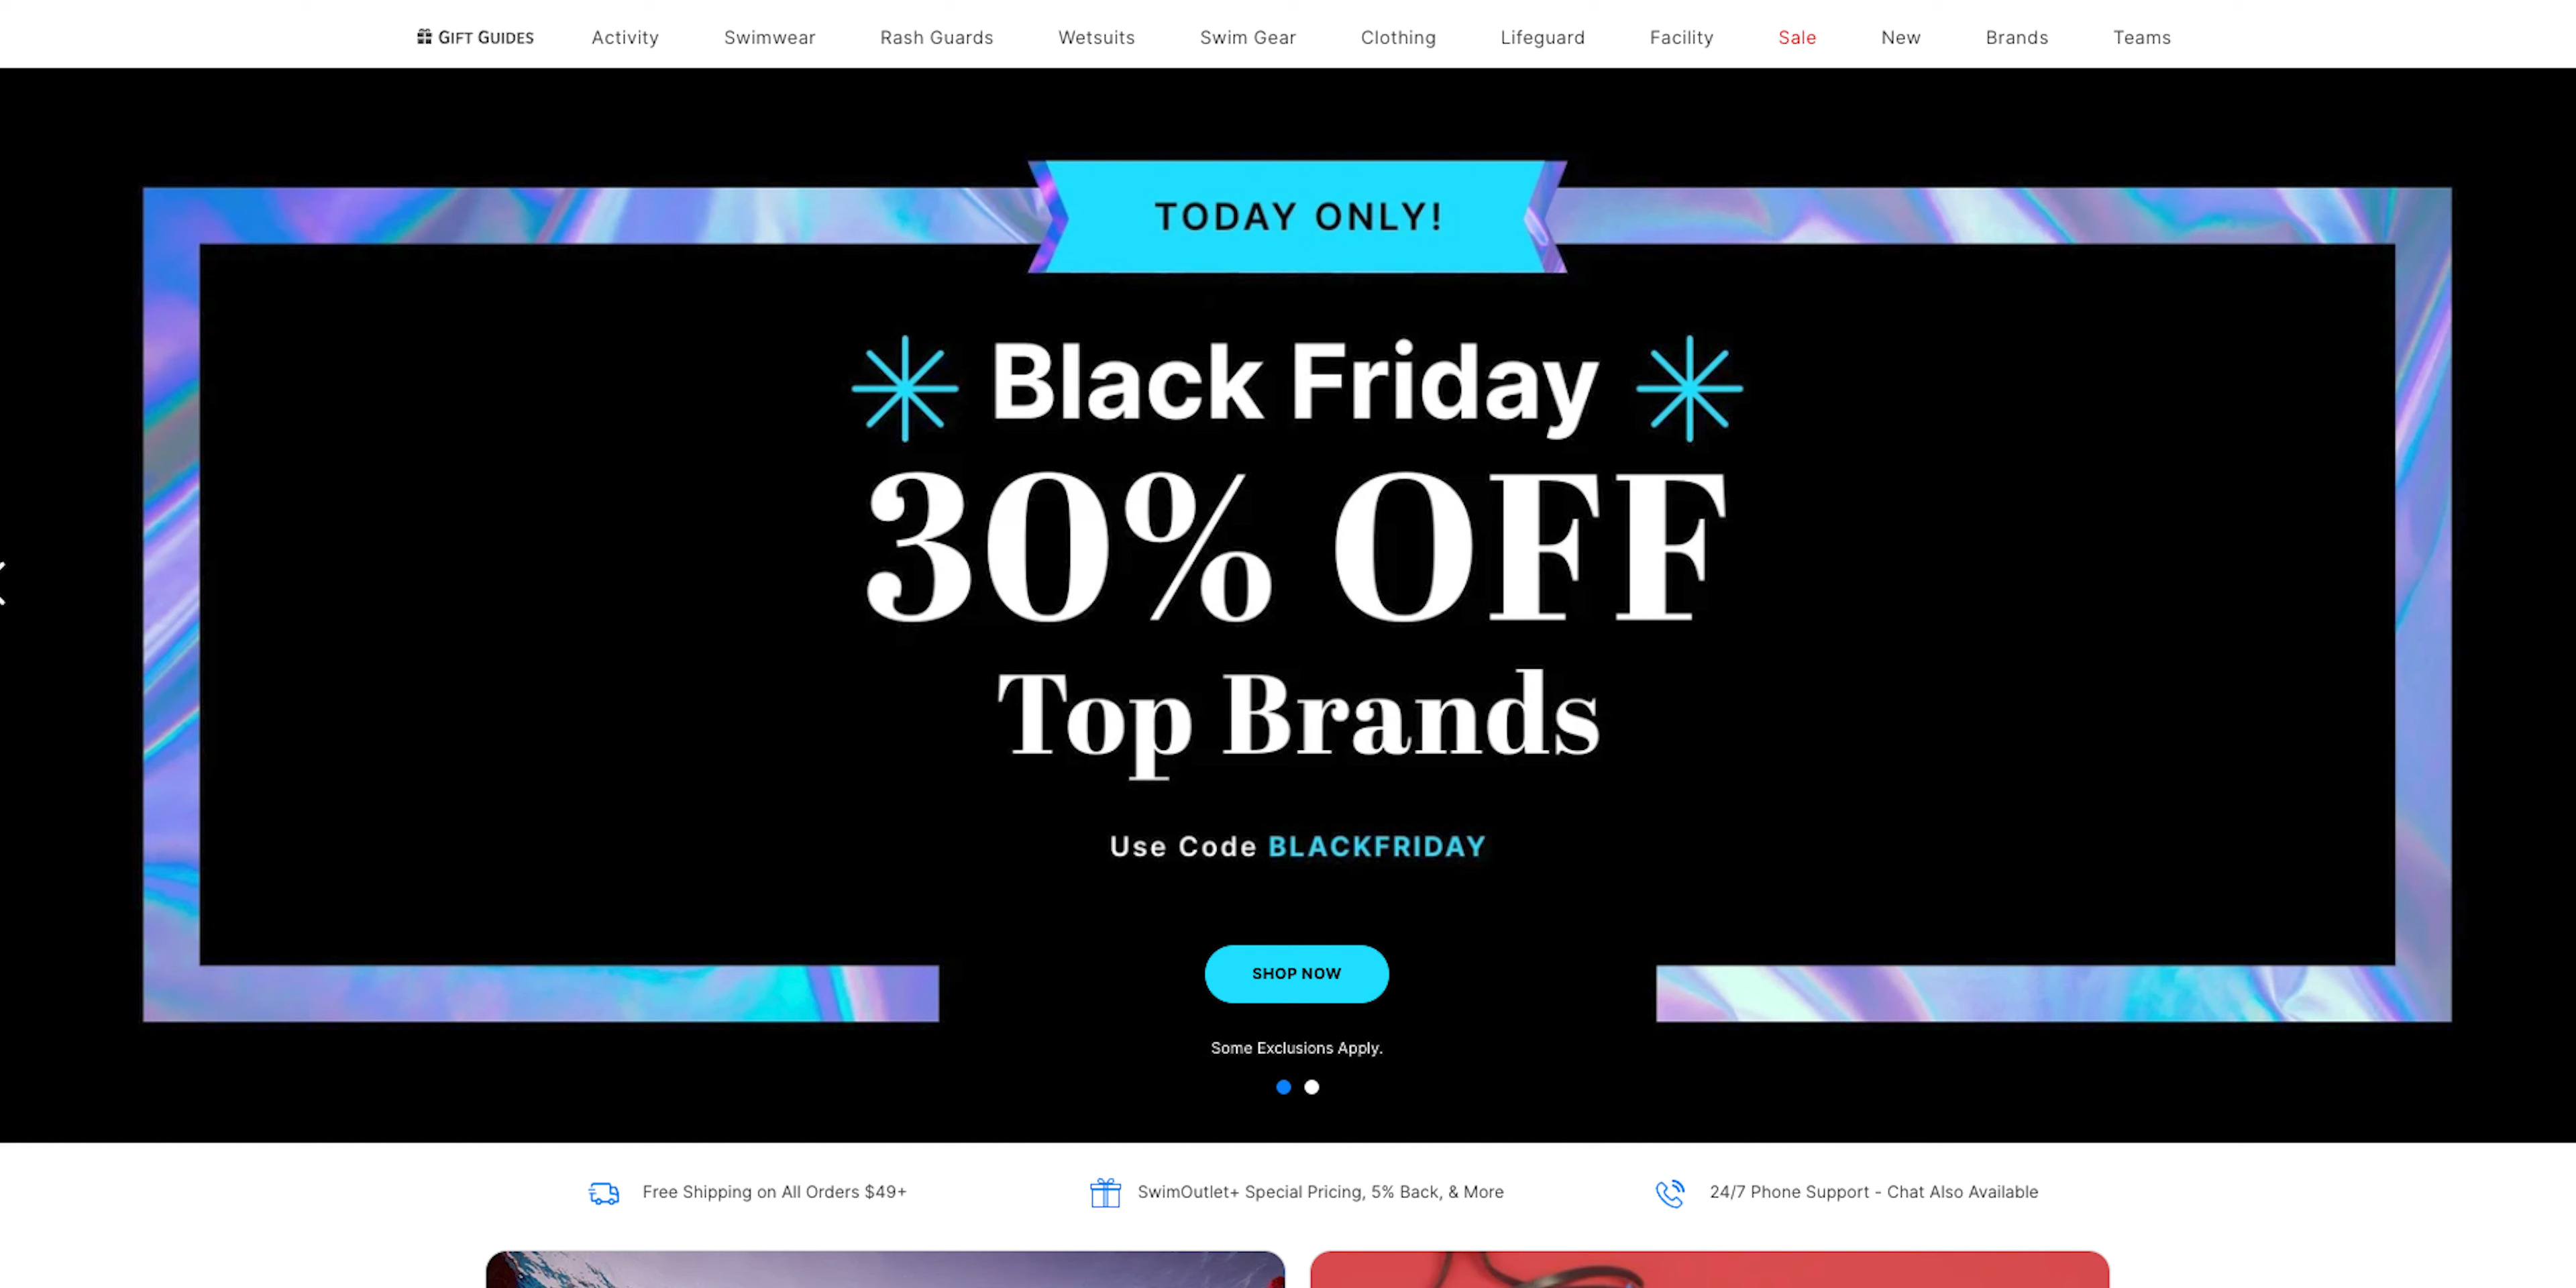 GIFT GUIDES Activity Swimwear Rash Guards Wetsuits Swim Gear Clothing Lifeguard Facility Sale New Brands Teams
TODAY ONLY!
Black Friday
30% OFF
Top Brands
Use Code BLACKFRIDAY
SHOP NOW
Some Exclusions Apply.
Free Shipping on All Orders $49+ SwimOutlet+ Special Pricing, 5% Back, & More 24/7 Phone Support - Chat Also Available